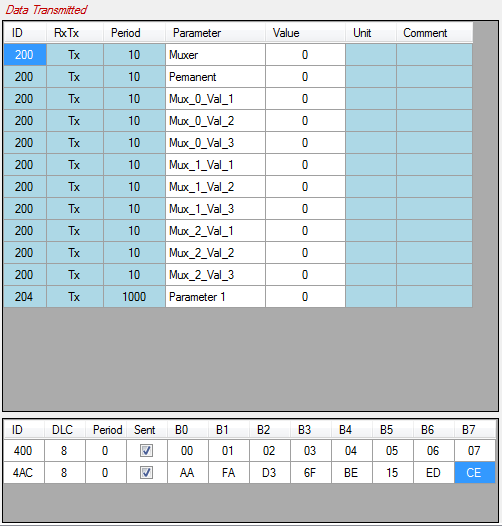 Data Transmitted
ID RxTx Period Parameter Value Unit Comment
200 Tx 10 Muxer 0
200 Tx 10 Pemanent 0
200 Tx 10 Mux_0_Val_1 0
200 Tx 10 Mux_0_Val_2 0
200 Tx 10 Mux_0_Val_3 0
200 Tx 10 Mux_1_Val_1 0
200 Tx 10 Mux_1_Val_2 0
200 Tx 10 Mux_1_Val_3 0
200 Tx 10 Mux_2_Val_1 0
200 Tx 10 Mux_2_Val_2 0
200 Tx 10 Mux_2_Val_3 0
204 Tx 1000 Parameter 1 0
ID DLC Period Sent B0 B1 B2 B3 B4 B5 B6 B7
400 8 0 00 01 02 03 04 05 06 07
4AC 8 0 AA FA D3 6F BE 15 ED CE